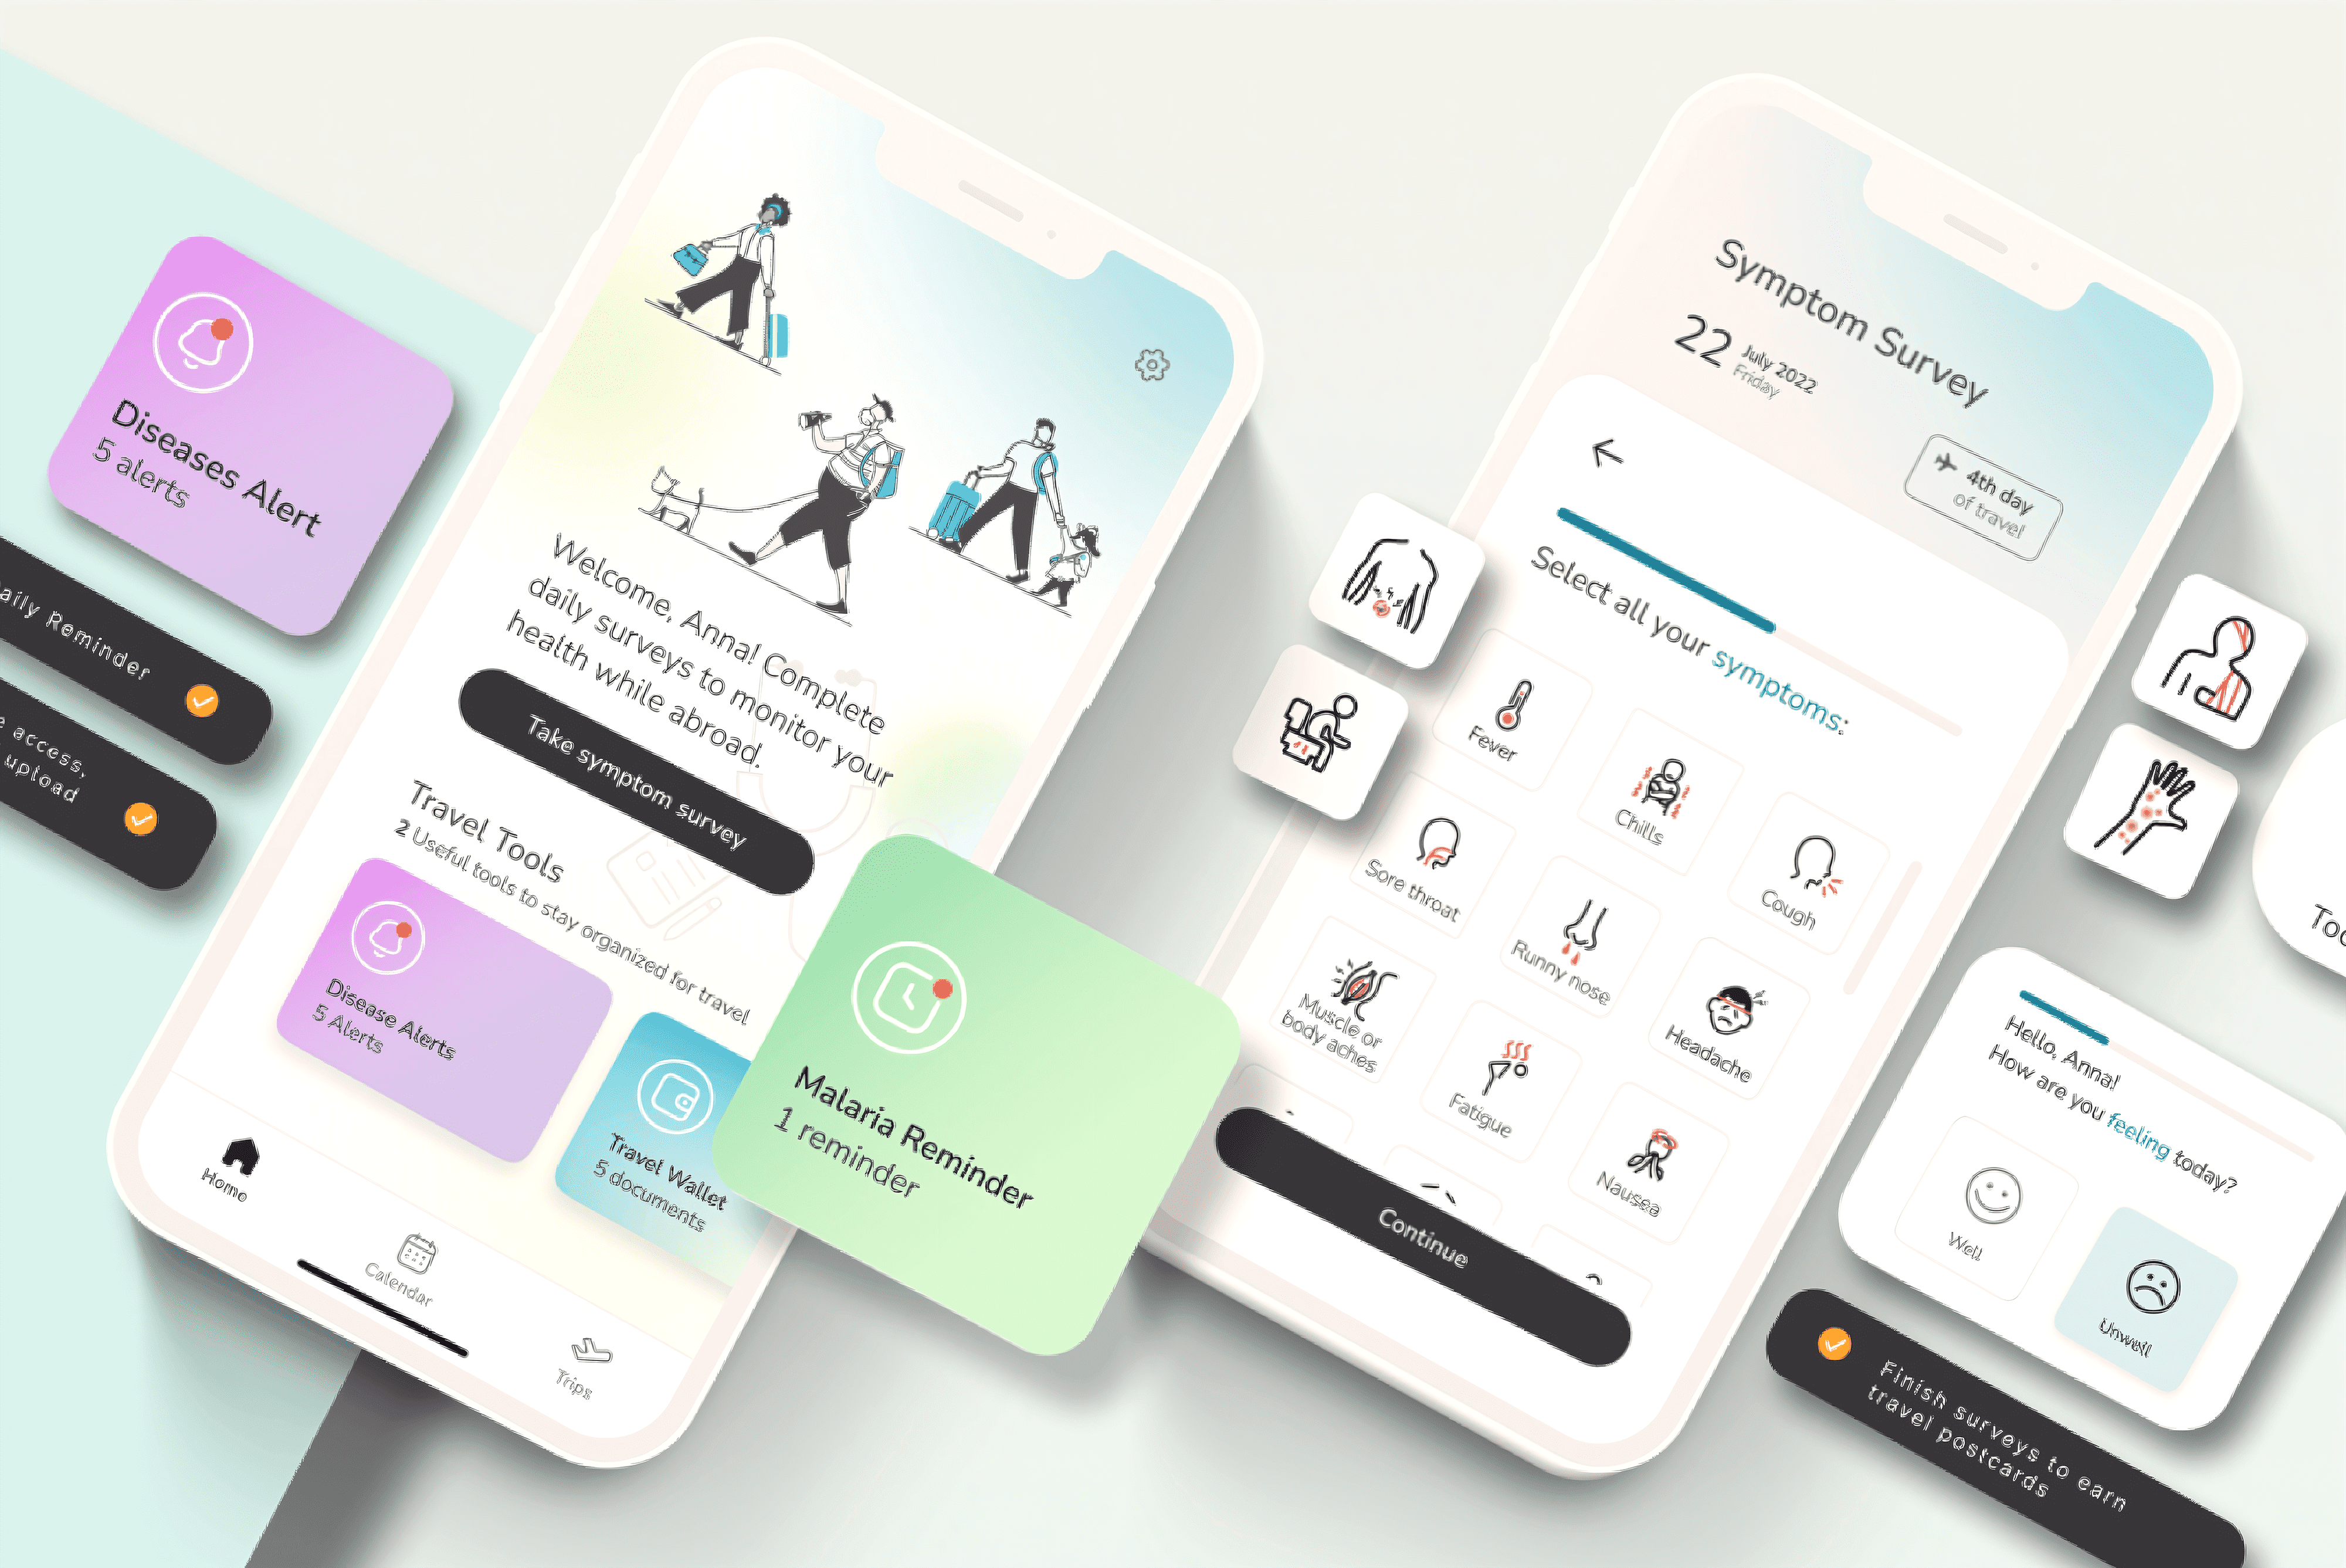 Diseases Alert
5 alerts
Reminder
access,
upload
Welcome, Anna! Complete
daily surveys to monitor your
health while abroad.
Take symptom survey
Travel Tools
2 Useful tools to stay organized for travel
Disease Alerts
5 Alerts
Travel Wallet
5 documents
Home
Calendar
Trips
Malaria Reminder
1 reminder
Symptom Survey
22
July 2022
Friday
4th day
of travel
Select all your symptoms:
Fever
Chills
Cough
Sore throat
Runny nose
Headache
Muscle or
body aches
Fatigue
Nausea
Continue
Hello, Anna!
How are you feeling today?
Well
Unwell
Finish surveys to earn
travel postcards